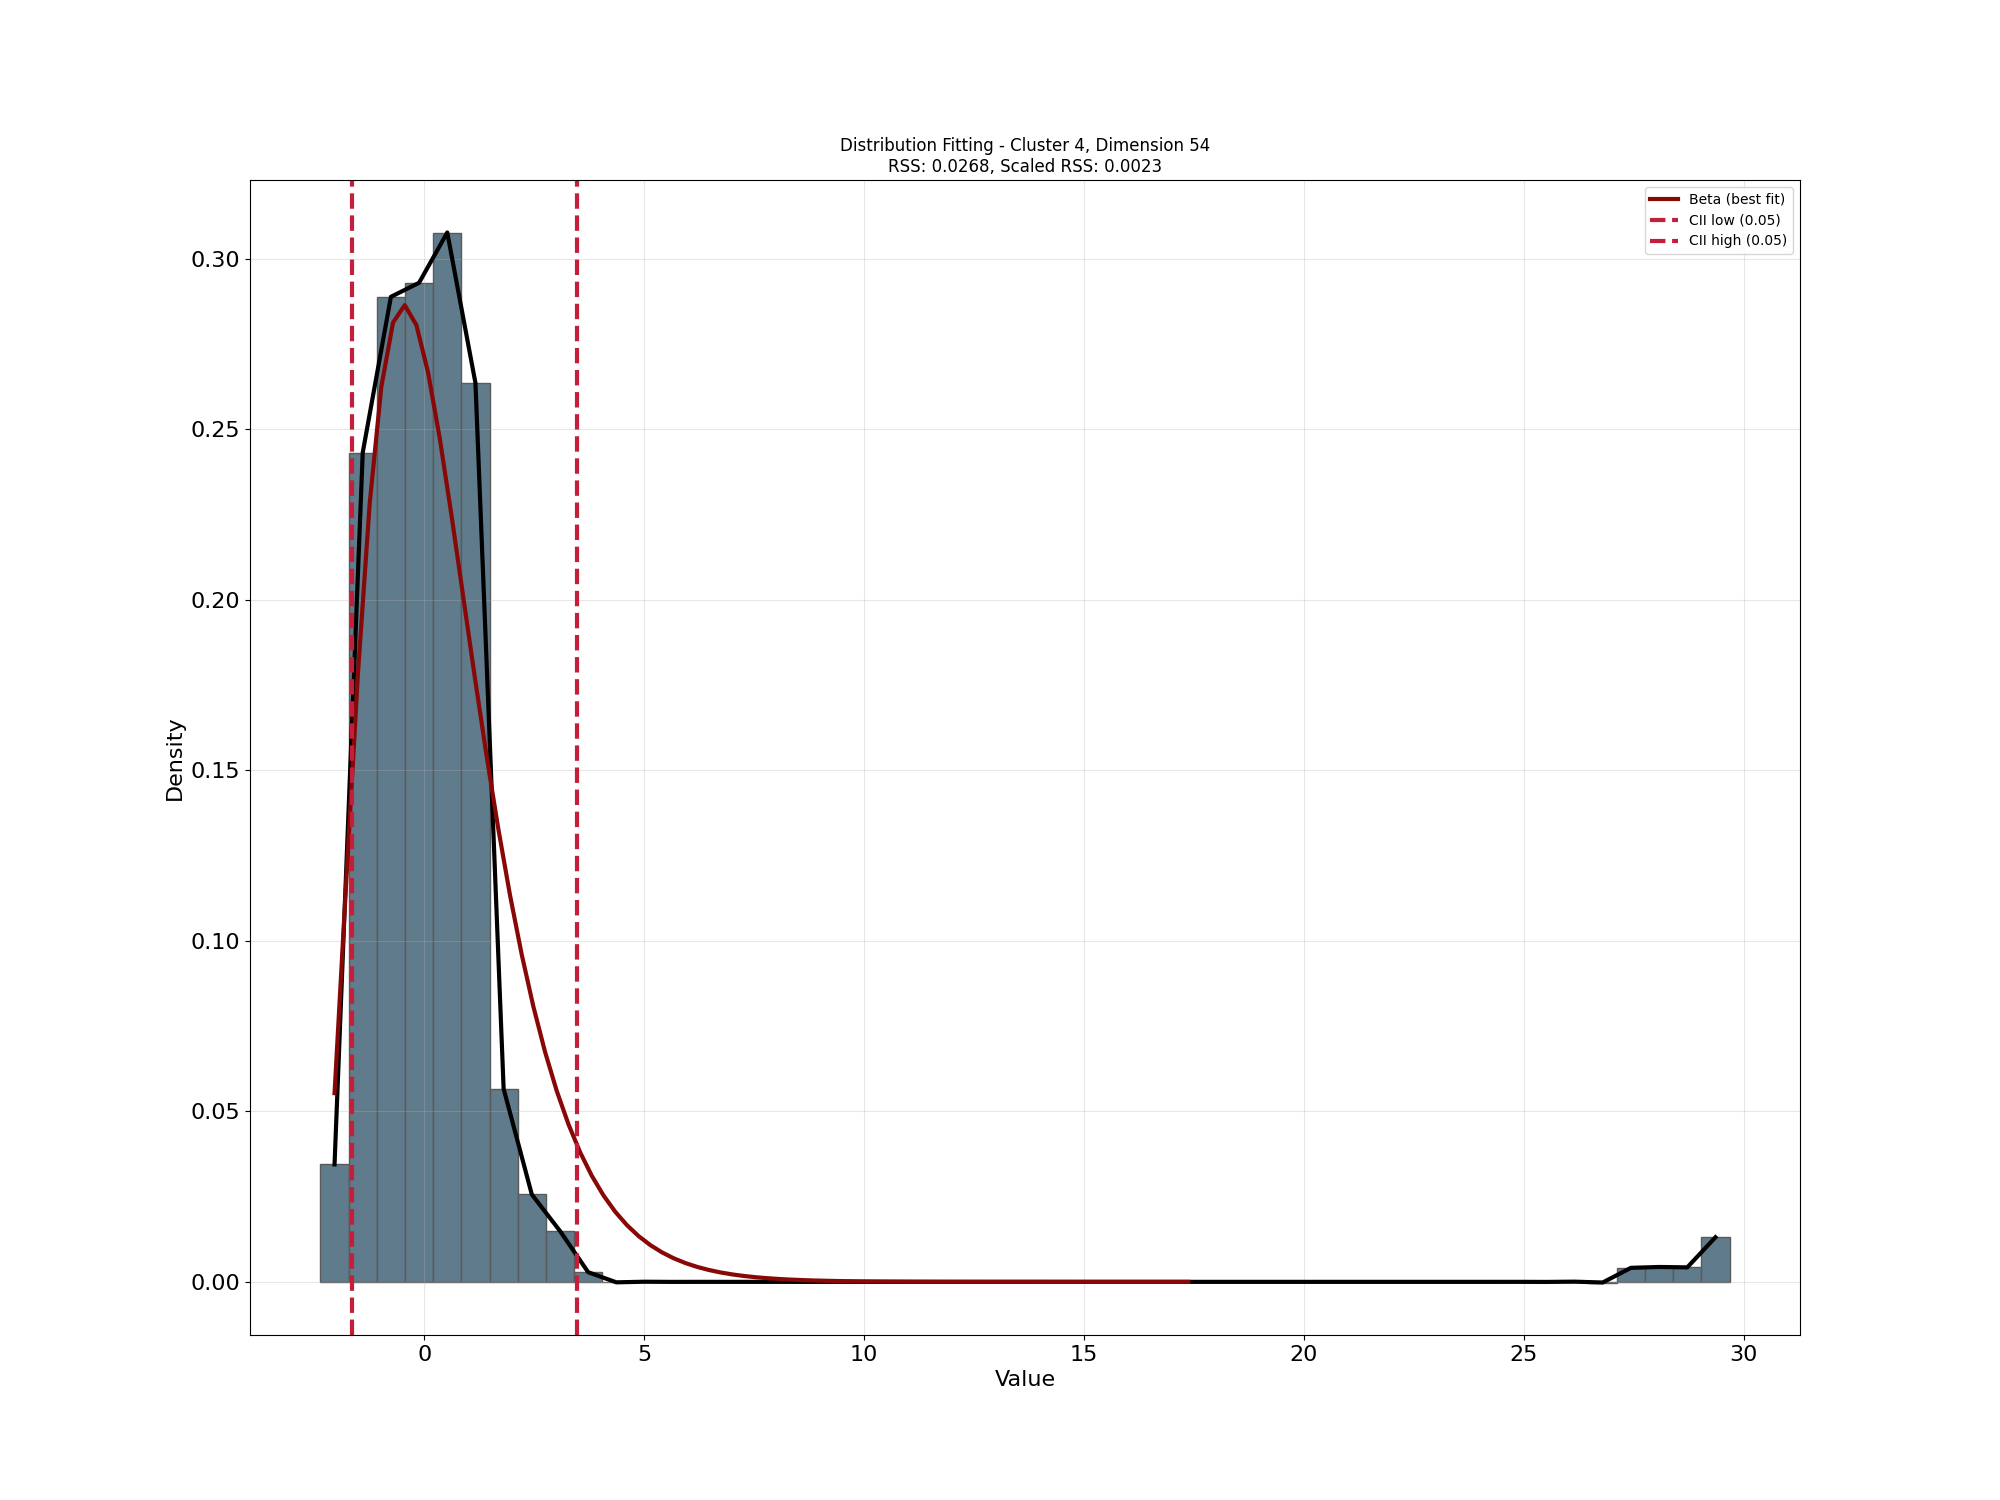 Distribution Fitting - Cluster 4, Dimension 54
RSS: 0.0268, Scaled RSS: 0.0023
Beta (best fit)
CII low (0.05)
CII high (0.05)
0.30
0.25
0.20
0.15
0.10
0.05
0.00
Density
0 5 10 15 20 25 30
Value